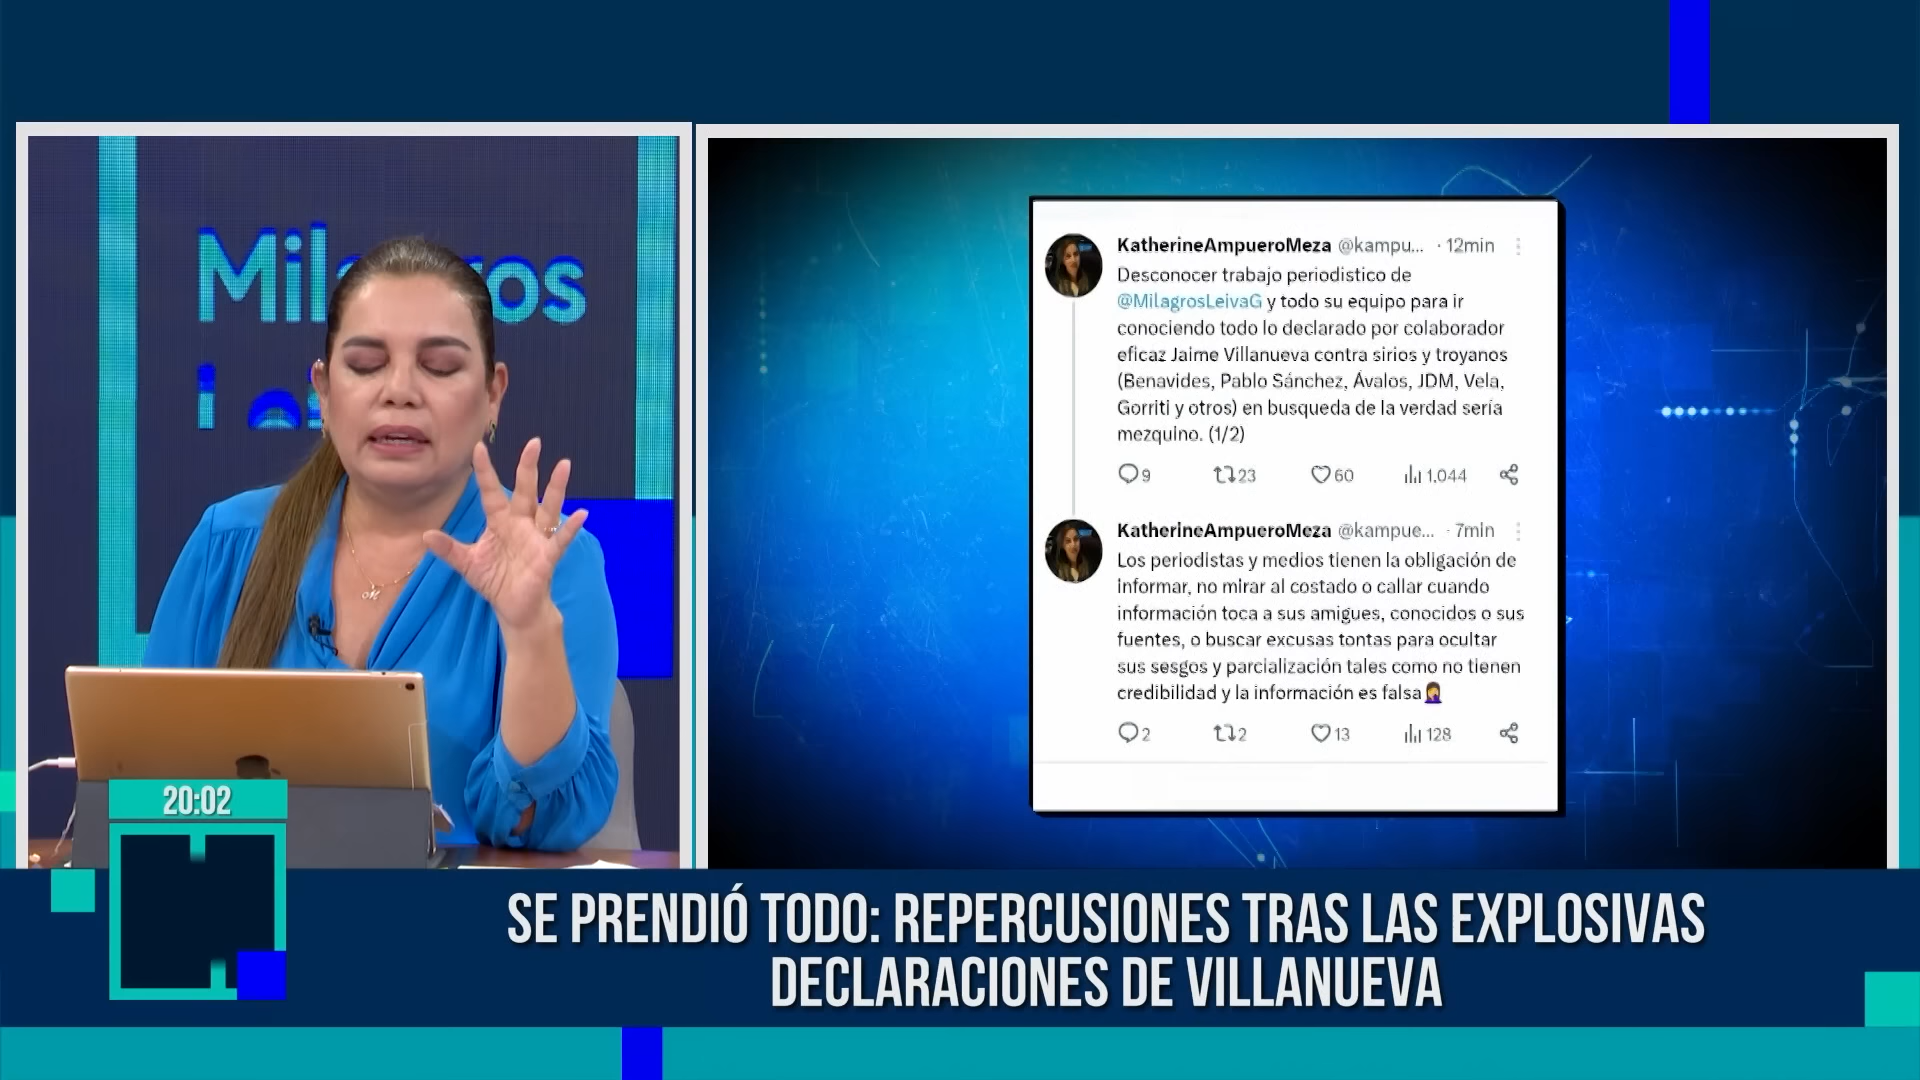 Milagros
KatherineAmpueroMeza @kampu... · 12min
Desconocer trabajo periodistico de
@MilagrosLeivaG y todo su equipo para ir
conociendo todo lo declarado por colaborador
eficaz Jaime Villanueva contra sirios y troyanos
(Benavides, Pablo Sánchez, Ávalos, JDM, Vela,
Gorriti y otros) en busqueda de la verdad sería
mezquino. (1/2)
9 23 60 1.044
KatherineAmpueroMeza @kampue... · 7min
Los periodistas y medios tienen la obligación de
informar, no mirar al costado o callar cuando
información toca a sus amigues, conocidos o sus
fuentes, o buscar excusas tontas para ocultar
sus sesgos y parcialización tales como no tienen
credibilidad y la información es falsa🤦‍♀️
2 2 13 128
20:02
SE PRENDIÓ TODO: REPERCUSIONES TRAS LAS EXPLOSIVAS
DECLARACIONES DE VILLANUEVA